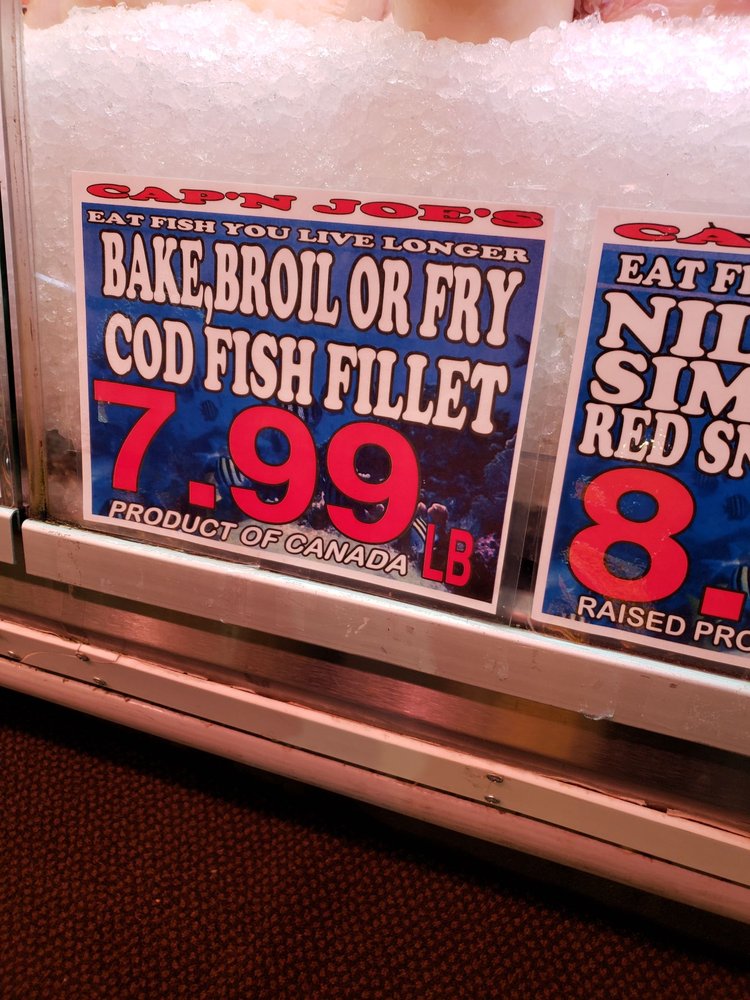 CAP'N JOE'S
EAT FISH YOU LIVE LONGER
BAKE,BROIL OR FRY
COD FISH FILLET
7.99 LB
PRODUCT OF CANADA
EAT
RED
8.
RAISED